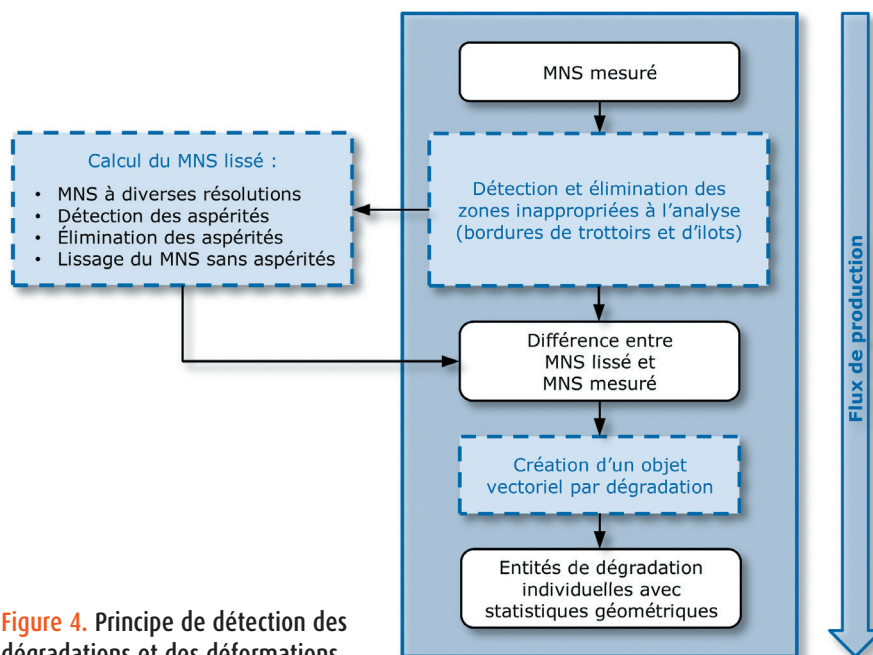 MNS mesuré
Détection et élimination des
zones inappropriées à l'analyse
(bordures de trottoirs et d'ilots)
Calcul du MNS lissé :
• MNS à diverses résolutions
• Détection des aspérités
• Élimination des aspérités
• Lissage du MNS sans aspérités
Différence entre
MNS lissé et
MNS mesuré
Création d'un objet
vectoriel par dégradation
Entités de dégradation
individuelles avec
statistiques géométriques
Flux de production
Figure 4. Principe de détection des
dégradations et des déformations